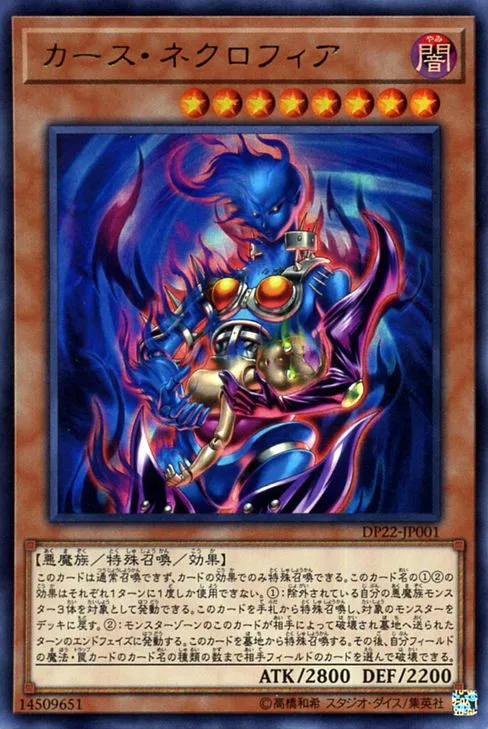 カース・ネクロフィア
闇
DP22-JP001
【悪魔族/特殊召喚/効果】
このカードは通常召喚できず、カードの効果でのみ特殊召喚できる。このカード名の①②の
効果はそれぞれ1ターンに1度しか使用できない。①:除外されている自分の悪魔族モンス
ター3体を対象として発動できる。このカードを手札から特殊召喚し、対象のモンスターを
デッキに戻す。②:モンスターゾーンのこのカードが相手によって破壊され墓地へ送られた
ターンのエンドフェイズに発動する。このカードを墓地から特殊召喚する。その後、自分フィールド
の魔法・罠カードのカード名の種類の数まで相手フィールドのカードを選んで破壊できる。
ATK/2800 DEF/2200
14509651 ©高橋和希 スタジオ・ダイス/集英社